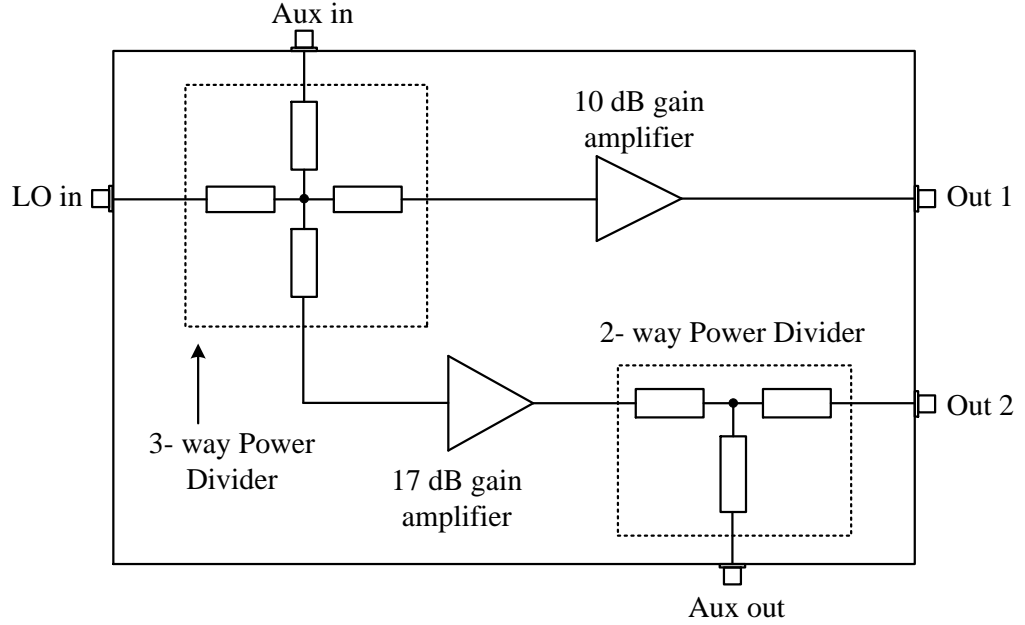 Aux in
10 dB gain
amplifier
LO in
Out 1
2- way Power Divider
Out 2
3- way Power
Divider
17 dB gain
amplifier
Aux out